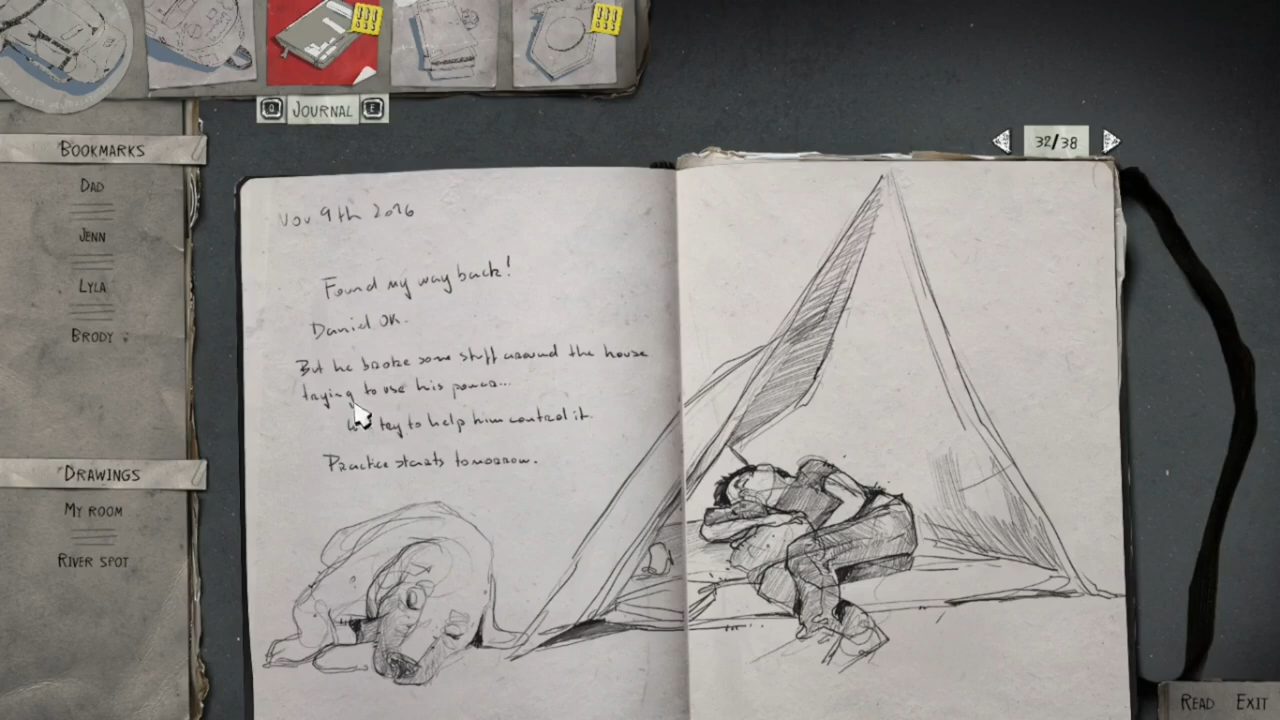 Q JOURNAL E
BOOKMARKS
DAD
JENN
LYLA
BRODY
DRAWINGS
MY ROOM
RIVER SPOT
32/38
Nov 9th 2016
Found my way back!
Daniel OK.
But he broke some stuff around the house
trying to use his power...
try to help him control it.
Practice starts tomorrow.
READ EXIT